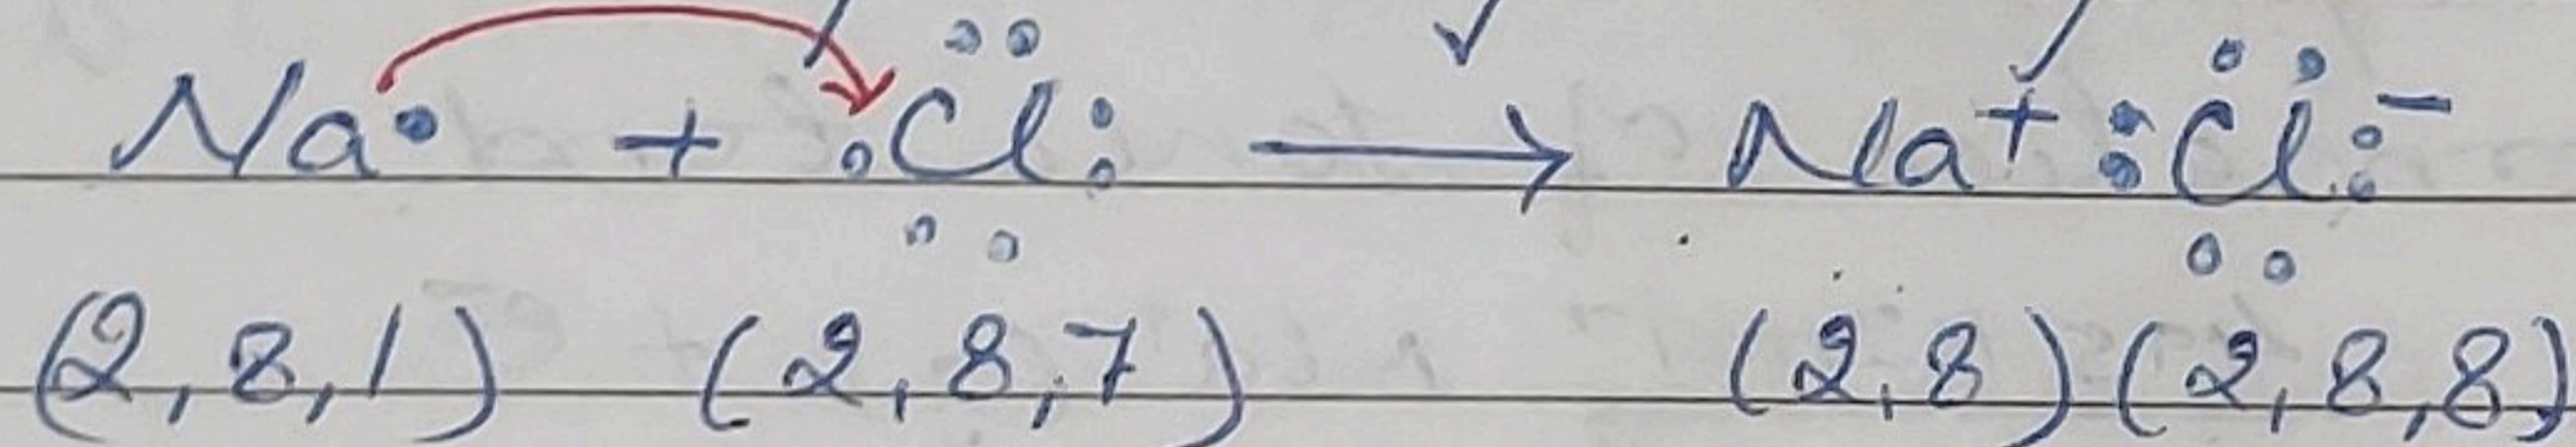 Na• + .Cl: ⟶ Na⁺ :Cl:⁻
(2,8,1) (2,8,7) (2,8)(2,8,8)